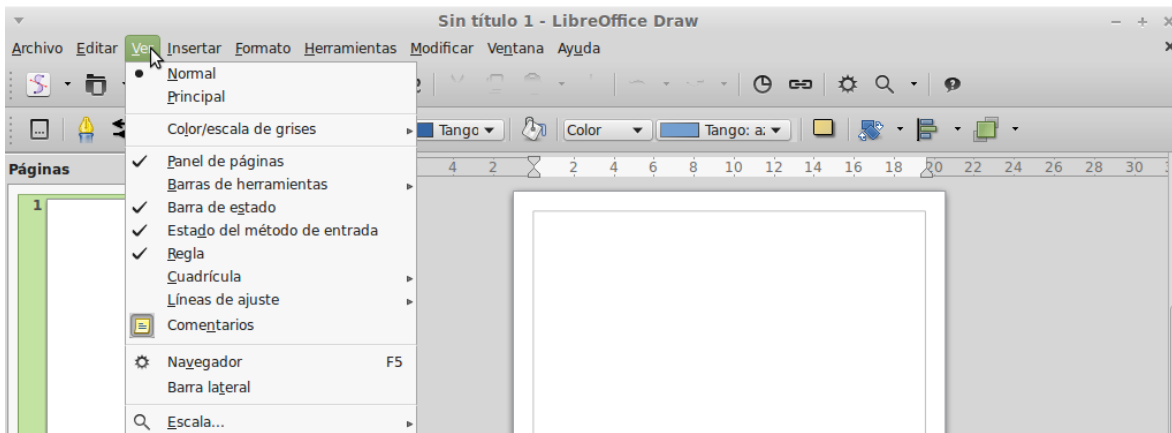 Sin título 1 - LibreOffice Draw
Archivo Editar Ver Insertar Formato Herramientas Modificar Ventana Ayuda
Normal
Principal
Color/escala de grises
Tango
Color
Tango: a:
Páginas
Panel de páginas
4 2 2 4 6 8 10 12 14 16 18 20 22 24 26 28 30
Barras de herramientas
1
Barra de estado
Estado del método de entrada
Regla
Cuadrícula
Líneas de ajuste
Comentarios
Navegador F5
Barra lateral
Escala...